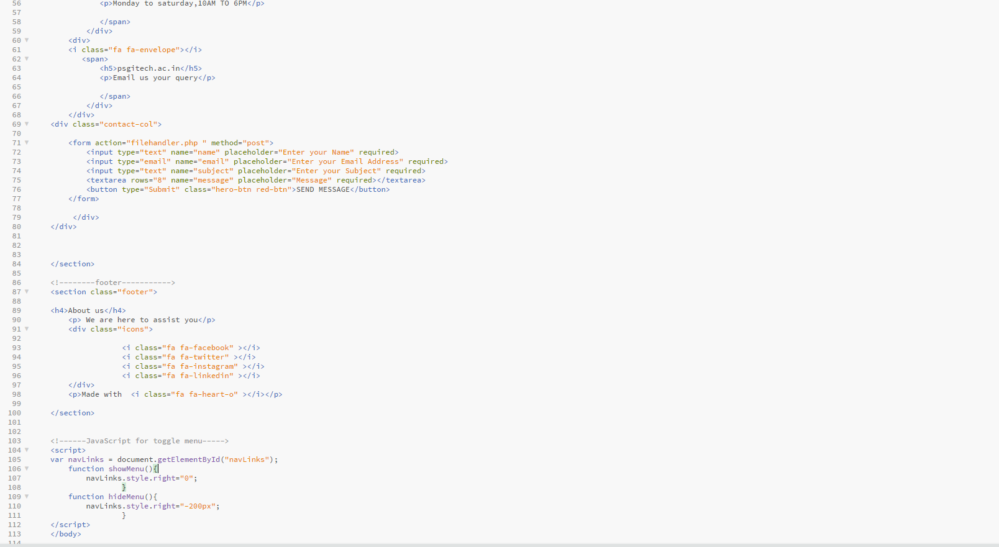 56 <p>Monday to saturday,10AM TO 6PM</p>
57
58 </span>
59 </div>
60 <div>
61 <i class="fa fa-envelope"></i>
62 <span>
63 <h5>psgitech.ac.in</h5>
64 <p>Email us your query</p>
65
66 </span>
67 </div>
68 </div>
69 <div class="contact-col">
70
71 <form action="filehandler.php " method="post">
72 <input type="text" name="name" placeholder="Enter your Name" required>
73 <input type="email" name="email" placeholder="Enter your Email Address" required>
74 <input type="text" name="subject" placeholder="Enter your Subject" required>
75 <textarea rows="8" name="message" placeholder="Message" required></textarea>
76 <button type="Submit" class="hero-btn red-btn">SEND MESSAGE</button>
77 </form>
78
79 </div>
80 </div>
81
82
83
84 </section>
85
86 <!--------footer----------->
87 <section class="footer">
88
89 <h4>About us</h4>
90 <p> We are here to assist you</p>
91 <div class="icons">
92
93 <i class="fa fa-facebook" ></i>
94 <i class="fa fa-twitter" ></i>
95 <i class="fa fa-instagram" ></i>
96 <i class="fa fa-linkedin" ></i>
97 </div>
98 <p>Made with  <i class="fa fa-heart-o" ></i></p>
99
100 </section>
101
102
103 <!------JavaScript for toggle menu----->
104 <script>
105 var navLinks = document.getElementById("navLinks");
106 function showMenu(){
107 navLinks.style.right="0";
108 }
109 function hideMenu(){
110 navLinks.style.right="-200px";
111 }
112 </script>
113 </body>
114